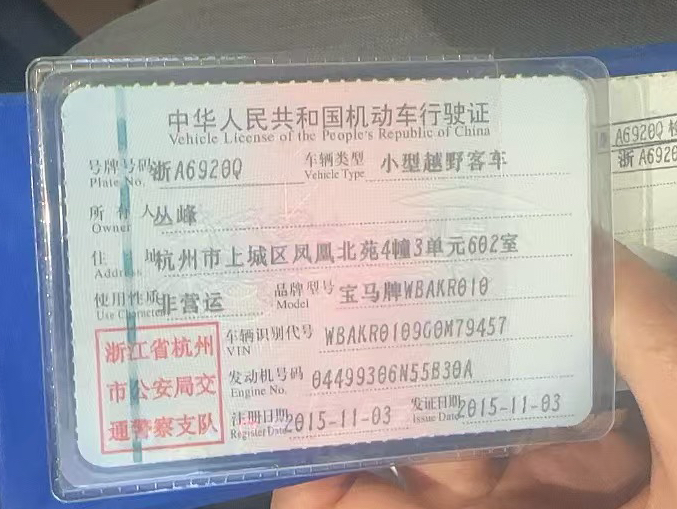 中华人民共和国机动车行驶证
Vehicle License of the People's Republic of China
号牌号码 浙A6920Q 车辆类型 小型越野客车
Plate No. Vehicle Type
所有人 丛峰
Owner
住址 杭州市上城区凤凰北苑4幢3单元602室
Address
使用性质 非营运 品牌型号 宝马牌WBAKR010
Use Character Model
浙江省杭州
市公安局交
通警察支队
车辆识别代号 WBAKR0109G0M79457
VIN
发动机号码 04499306N55B30A
Engine No.
注册日期 2015-11-03 发证日期 2015-11-03
Register Date Issue Date
A6920Q 检
浙A6920